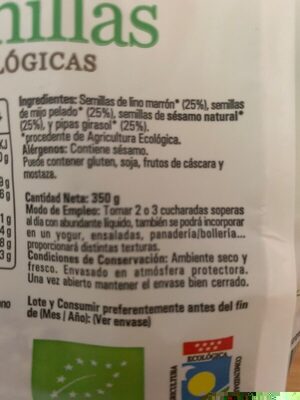 nillas
LÓGICAS
Ingredientes: Semillas de lino marrón* (25%), semillas
de mijo pelado* (25%), semillas de sésamo natural*
(25%), y pipas girasol* (25%).
*procedente de Agricultura Ecológica.
Alérgenos: Contiene sésamo.
Puede contener gluten, soja, frutos de cáscara y
mostaza.
Cantidad Neta: 350 g
Modo de Empleo: Tomar 2 o 3 cucharadas soperas
al día con abundante líquido, también se podrá incorporar
en un yogur, ensaladas, panadería/bollería...
proporcionará distintas texturas.
Condiciones de Conservación: Ambiente seco y
fresco. Envasado en atmósfera protectora.
Una vez abierto mantener el envase bien cerrado.
Lote y Consumir preferentemente antes del fin
de (Mes / Año): (Ver envase)
ECOLÓGICA